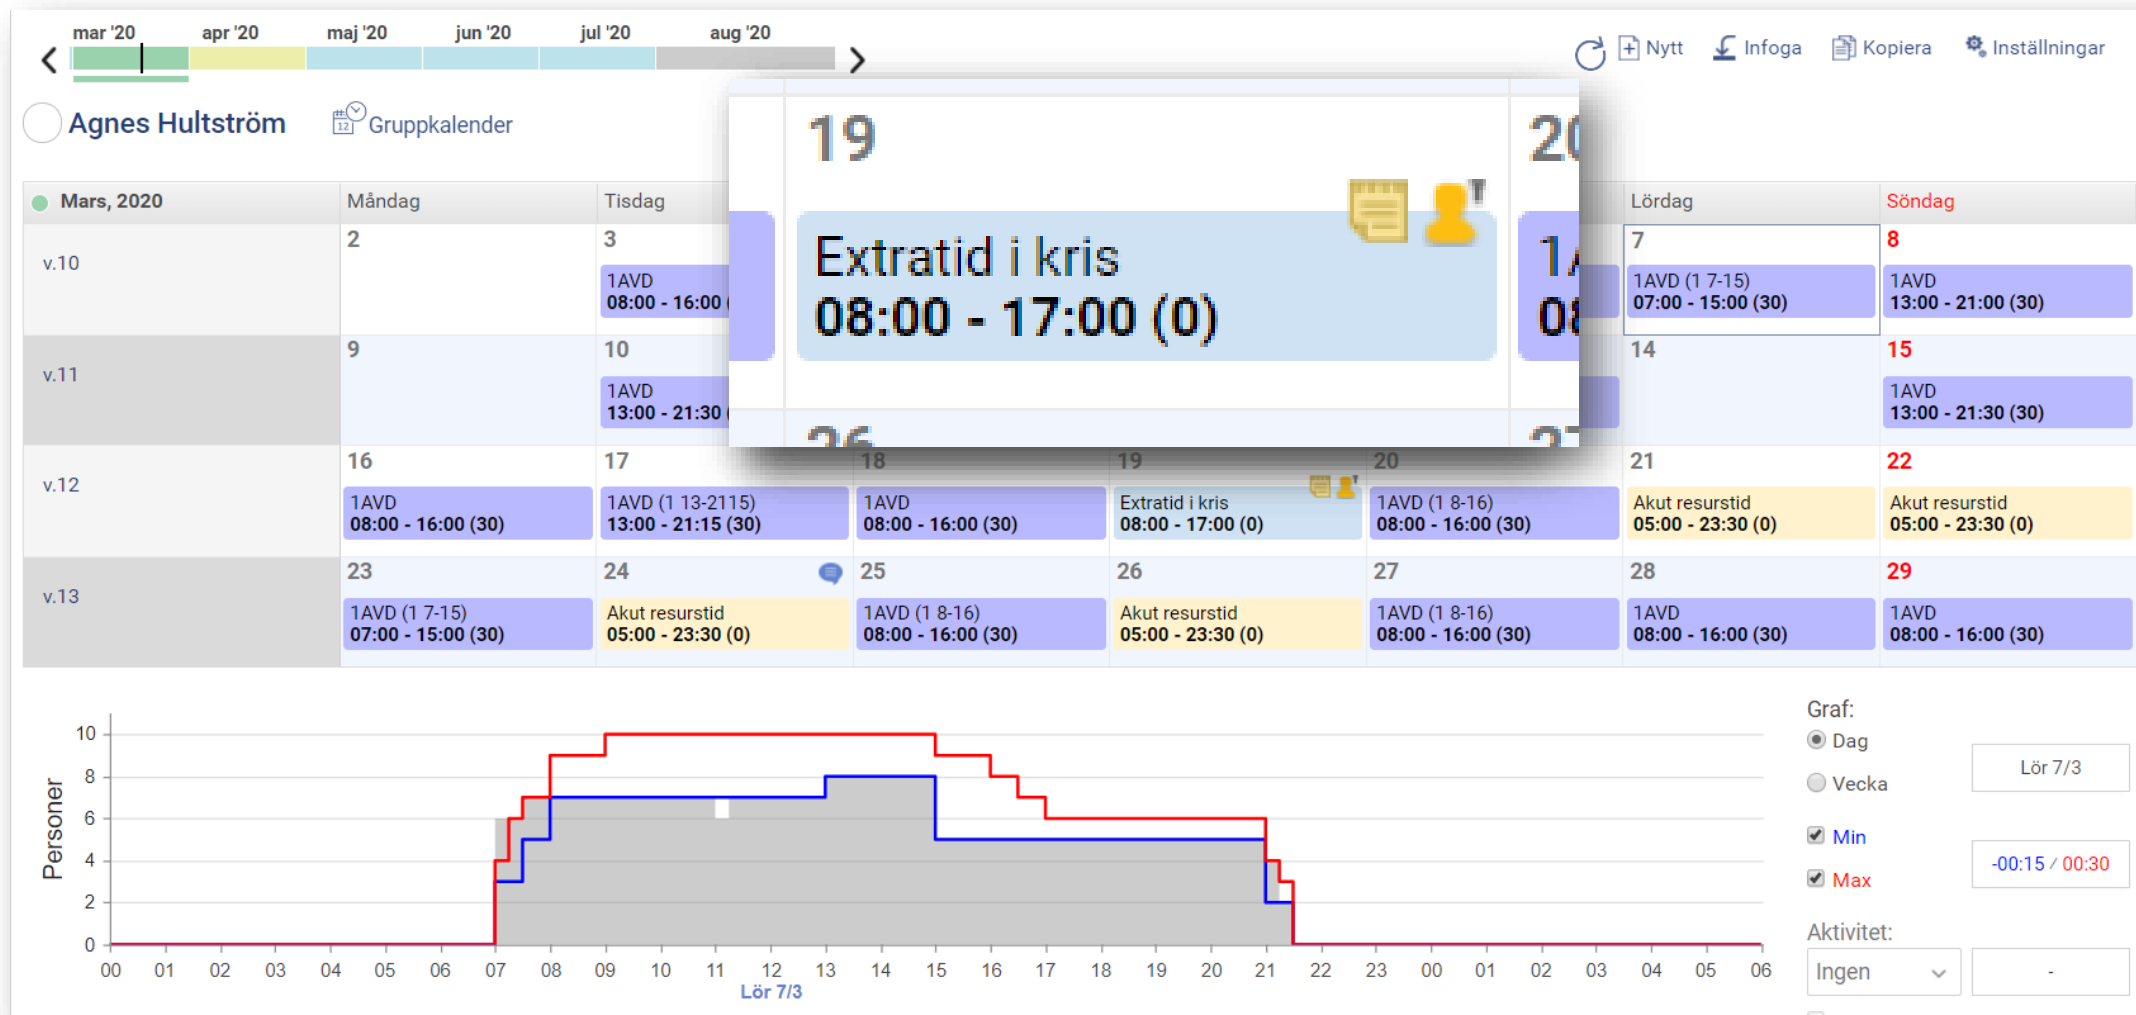 mar '20 apr '20 maj '20 jun '20 jul '20 aug '20
Nytt Infoga Kopiera Inställningar
Agnes Hultström Gruppkalender
19 20
Extratid i kris
08:00 - 17:00 (0)
26 27
Mars, 2020 Måndag Tisdag Lördag Söndag
v.10 2 3 7 8
1AVD 1AVD (1 7-15) 1AVD
08:00 - 16:00 07:00 - 15:00 (30) 13:00 - 21:00 (30)
v.11 9 10 14 15
1AVD 1AVD
13:00 - 21:30 13:00 - 21:30 (30)
v.12 16 17 18 19 20 21 22
1AVD 1AVD (1 13-2115) 1AVD Extratid i kris 1AVD (1 8-16) Akut resurstid Akut resurstid
08:00 - 16:00 (30) 13:00 - 21:15 (30) 08:00 - 16:00 (30) 08:00 - 17:00 (0) 08:00 - 16:00 (30) 05:00 - 23:30 (0) 05:00 - 23:30 (0)
v.13 23 24 25 26 27 28 29
1AVD (1 7-15) Akut resurstid 1AVD (1 8-16) Akut resurstid 1AVD (1 8-16) 1AVD 1AVD
07:00 - 15:00 (30) 05:00 - 23:30 (0) 08:00 - 16:00 (30) 05:00 - 23:30 (0) 08:00 - 16:00 (30) 08:00 - 16:00 (30) 08:00 - 16:00 (30)
Personer
10
8
6
4
2
0
00 01 02 03 04 05 06 07 08 09 10 11 12 13 14 15 16 17 18 19 20 21 22 23 00 01 02 03 04 05 06
Lör 7/3
Graf:
Dag Lör 7/3
Vecka
Min
-00:15 / 00:30
Max
Aktivitet:
Ingen -